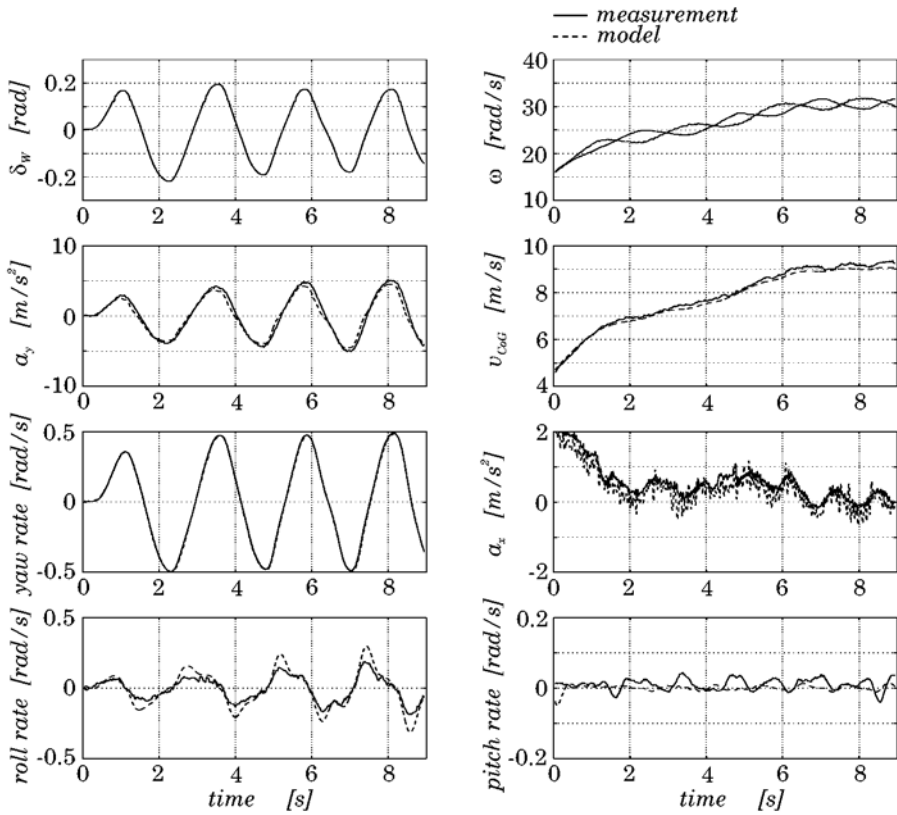 measurement
model
δ_W [rad]
0.2
0
-0.2
0 2 4 6 8
ω [rad/s]
40
30
20
10
0 2 4 6 8
a_y [m/s²]
10
0
-10
0 2 4 6 8
v_CoG [m/s]
10
8
6
4
0 2 4 6 8
yaw rate [rad/s]
0.5
0
-0.5
0 2 4 6 8
a_x [m/s²]
2
0
-2
0 2 4 6 8
roll rate [rad/s]
0.5
0
-0.5
0 2 4 6 8
time [s]
pitch rate [rad/s]
0.2
0
-0.2
0 2 4 6 8
time [s]